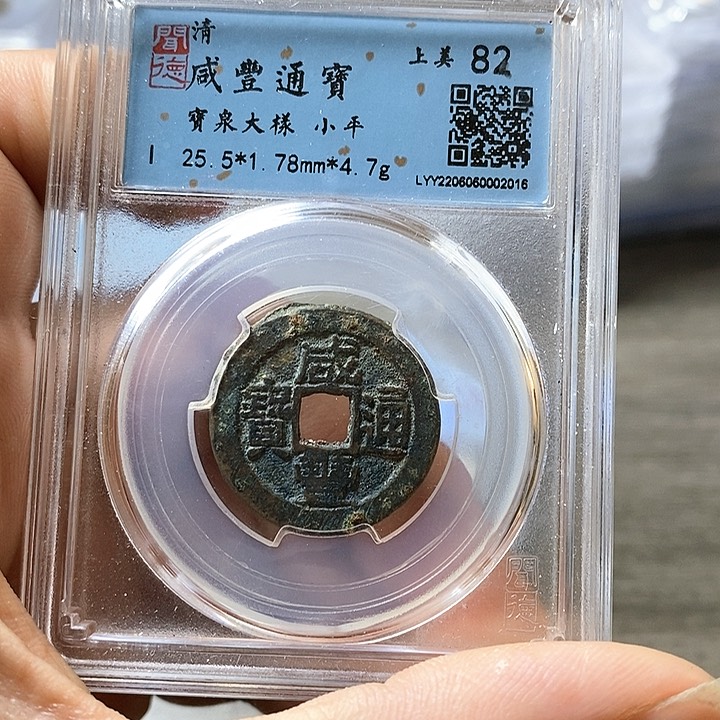 聞德
清
咸豐通寶
上美 82
寶泉大樣 小平
I 25.5*1.78mm*4.7g
LYY2206060002016
咸豐通寶
聞德